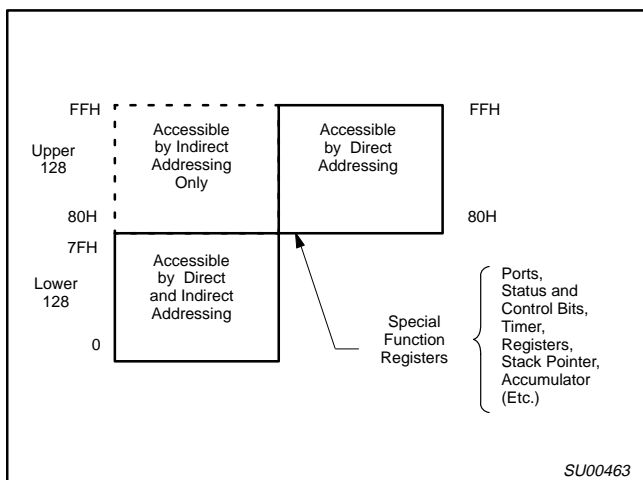 FFH
Upper
128
80H
7FH
Lower
128
0
Accessible
by Indirect
Addressing
Only
Accessible
by Direct
Addressing
FFH
80H
Accessible
by Direct
and Indirect
Addressing
Special
Function
Registers
Ports,
Status and
Control Bits,
Timer,
Registers,
Stack Pointer,
Accumulator
(Etc.)
SU00463